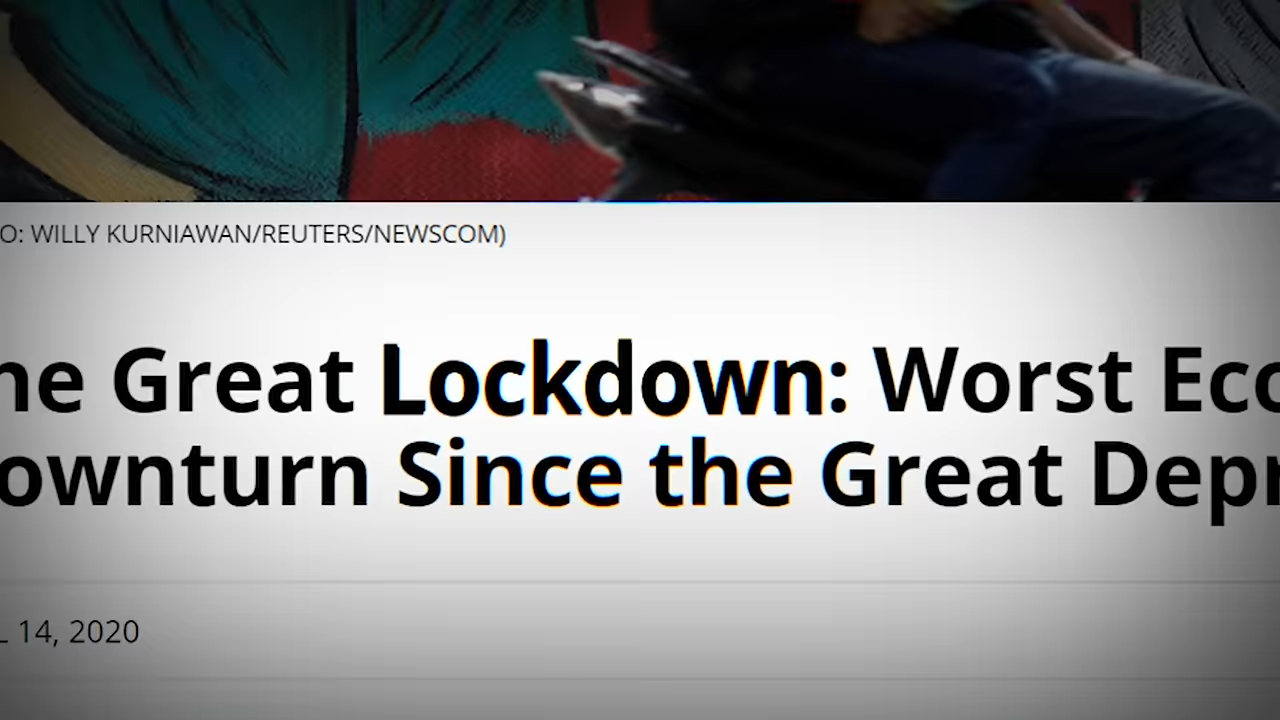 O: WILLY KURNIAWAN/REUTERS/NEWSCOM)
he Great Lockdown: Worst Eco
ownturn Since the Great Depr
L 14, 2020